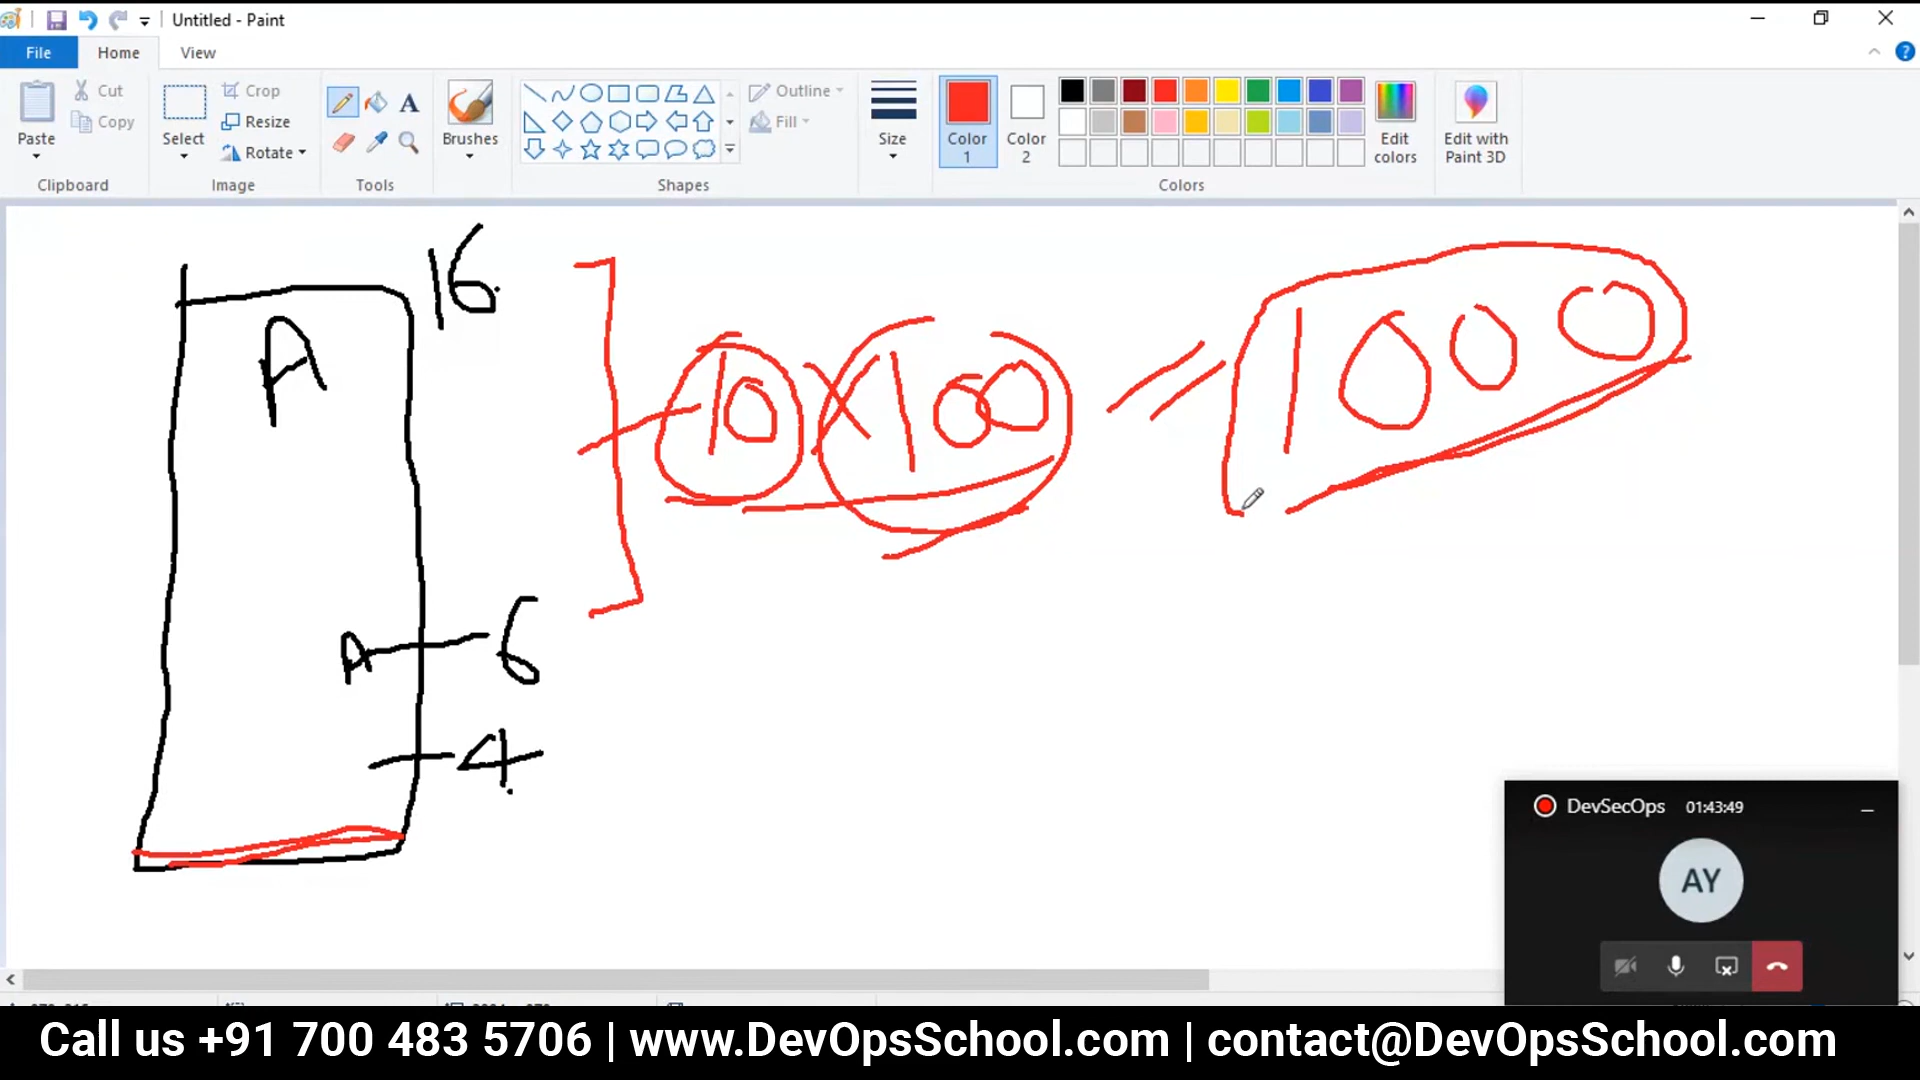 Untitled - Paint
File Home View
Paste
Cut
Copy
Clipboard
Select
Crop
Resize
Rotate
Image
A
Tools
Brushes
Shapes
Outline
Fill
Size
Color 1
Color 2
Edit colors
Colors
Edit with Paint 3D
16.
A
10 x 100 = 1000
A 6
4
DevSecOps 01:43:49
AY
Call us +91 700 483 5706 | www.DevOpsSchool.com | contact@DevOpsSchool.com